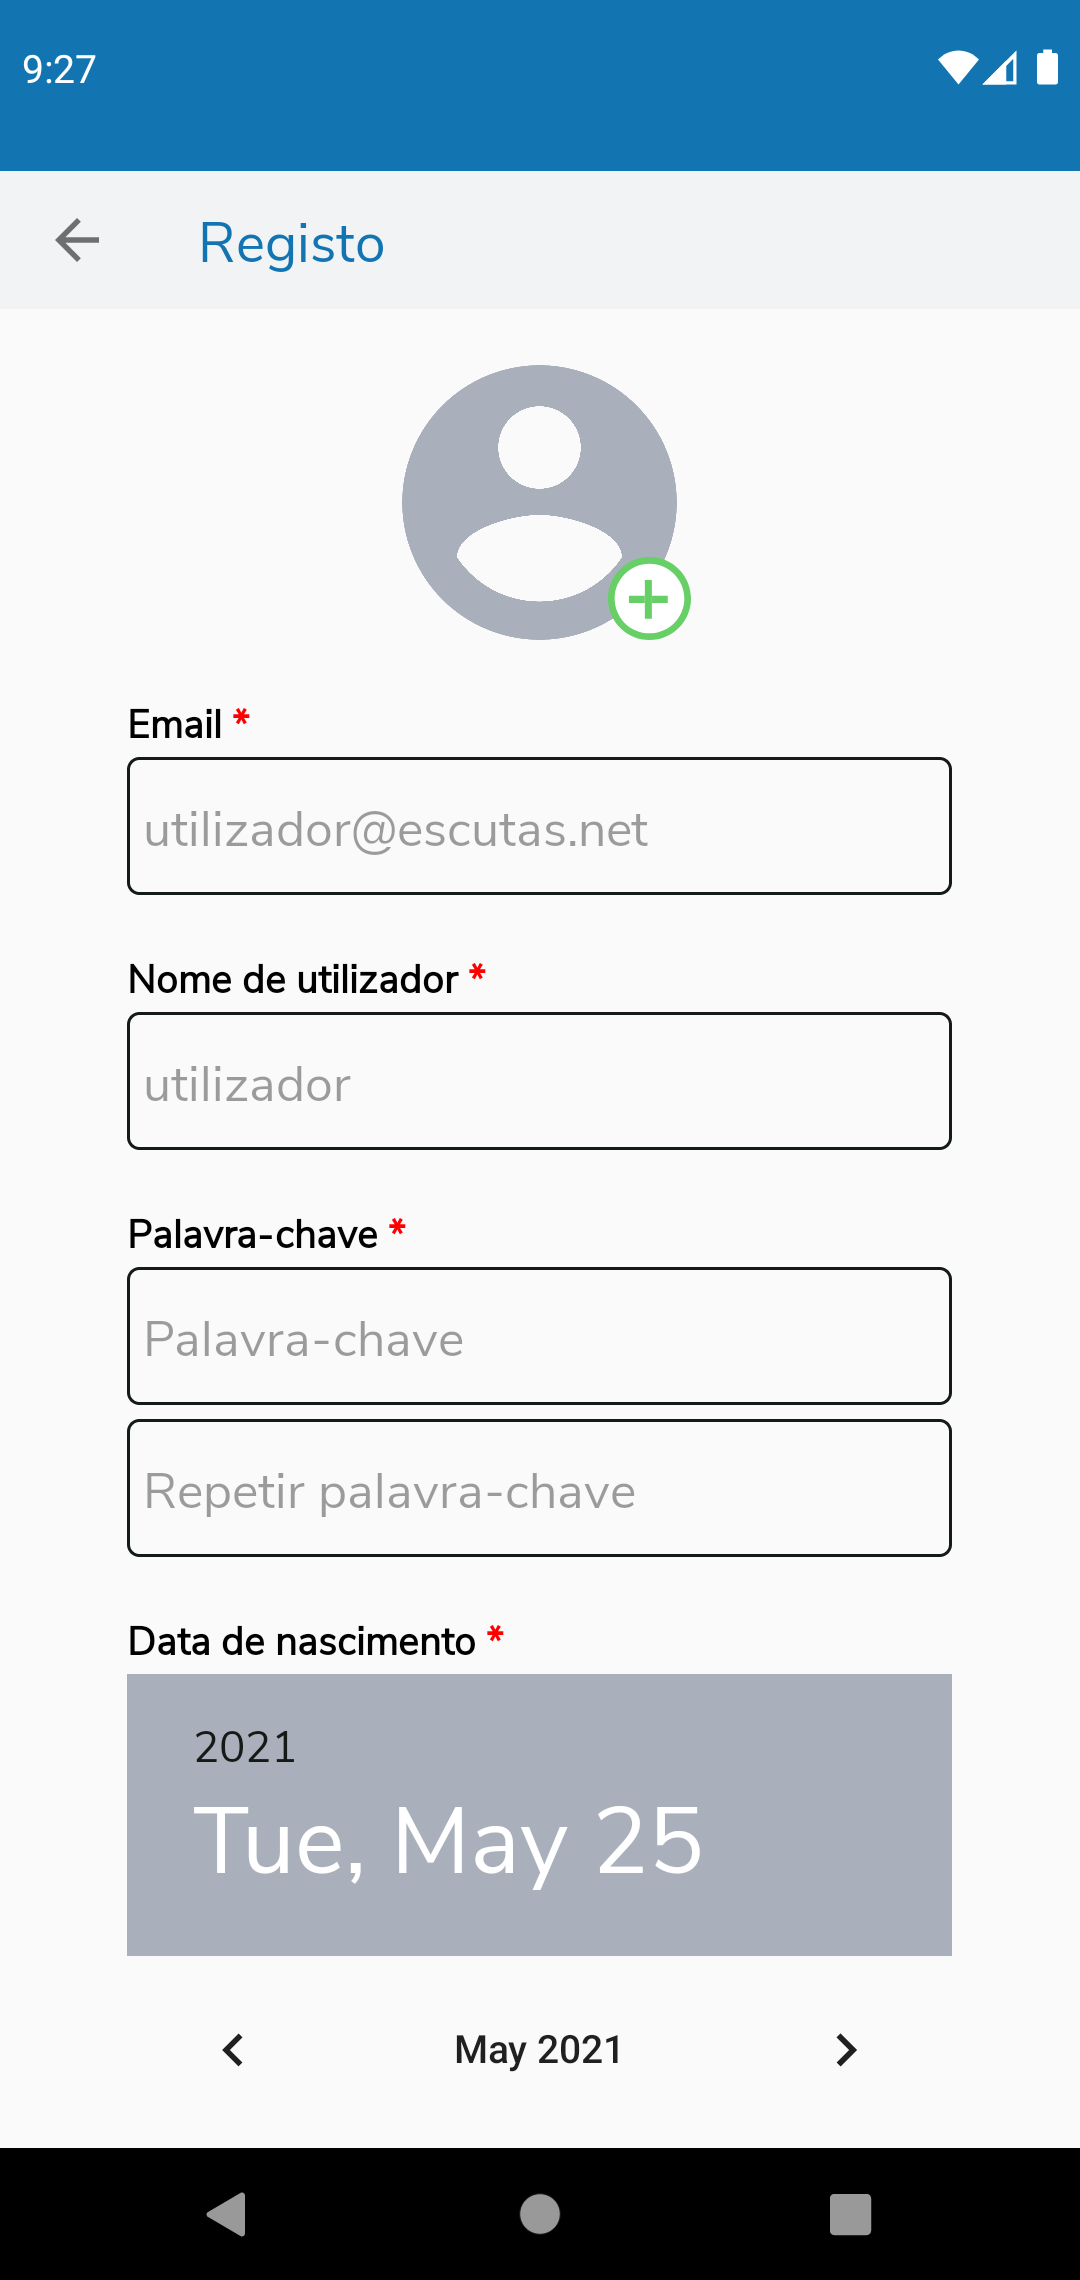 9:27
Registo
Email *
utilizador@escutas.net
Nome de utilizador *
utilizador
Palavra-chave *
Palavra-chave
Repetir palavra-chave
Data de nascimento *
2021
Tue, May 25
May 2021